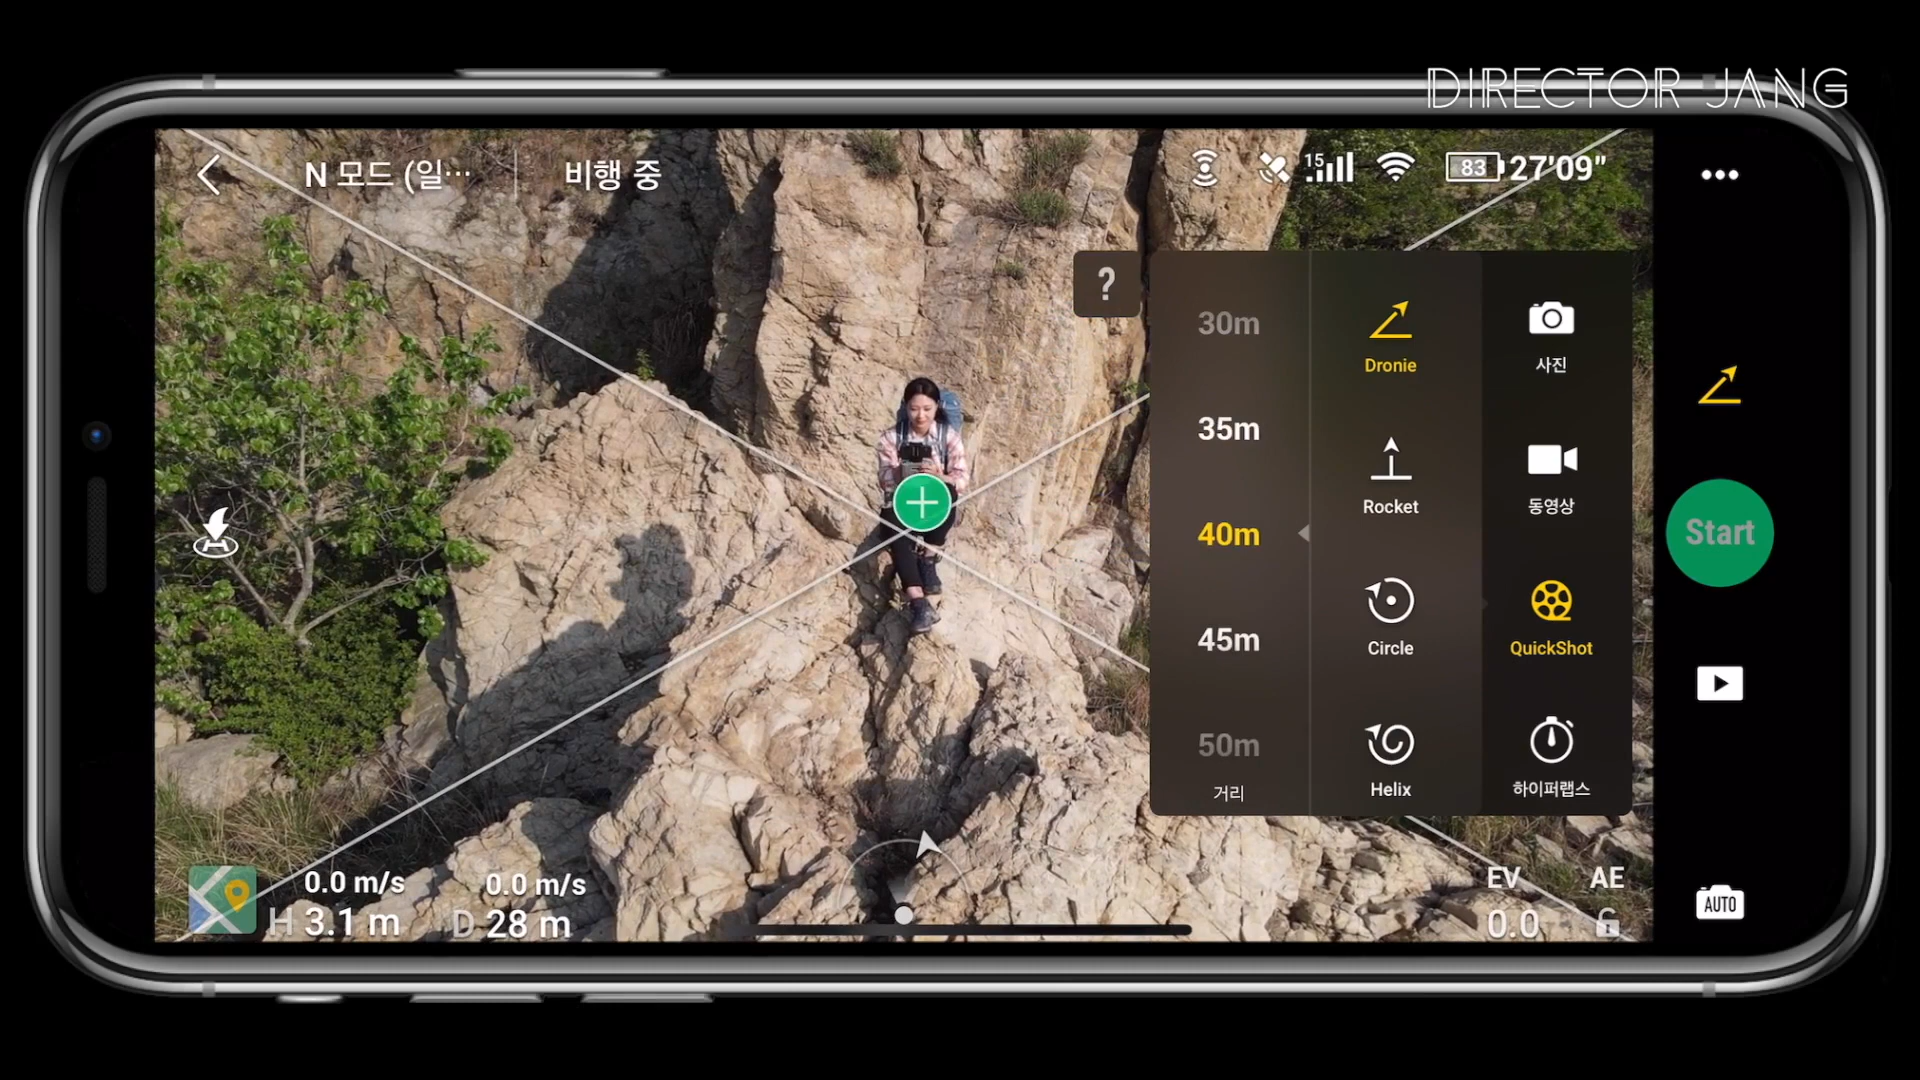 DIRECTOR JANG
N 모드 (일…
비행 중
15
83
27'09"
?
30m
35m
40m
45m
50m
거리
Dronie
Rocket
Circle
Helix
사진
동영상
QuickShot
하이퍼랩스
Start
0.0 m/s
0.0 m/s
H 3.1 m
D 28 m
EV
0.0
AE
AUTO